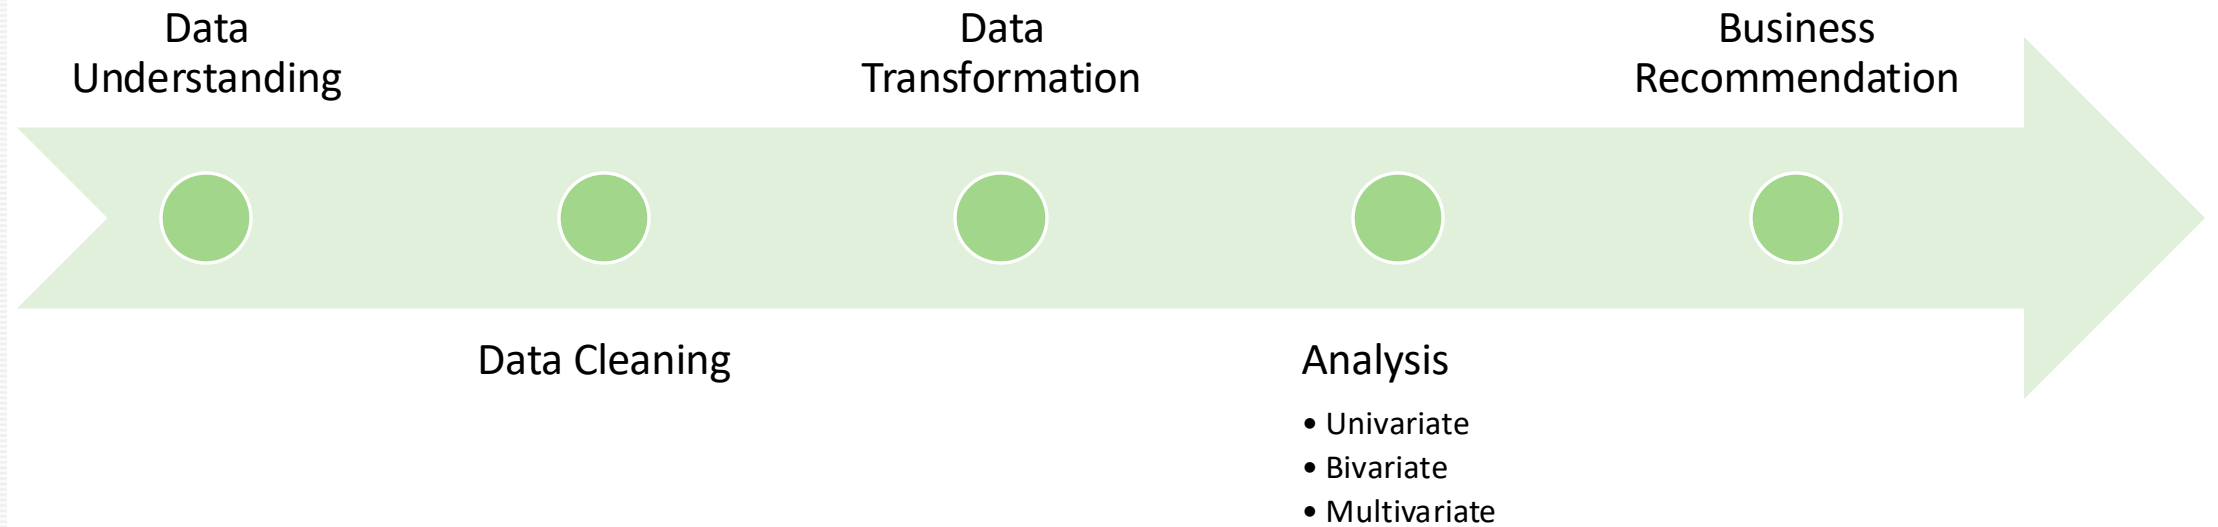 Data
Understanding
Data Cleaning
Data
Transformation
Analysis
• Univariate
• Bivariate
• Multivariate
Business
Recommendation